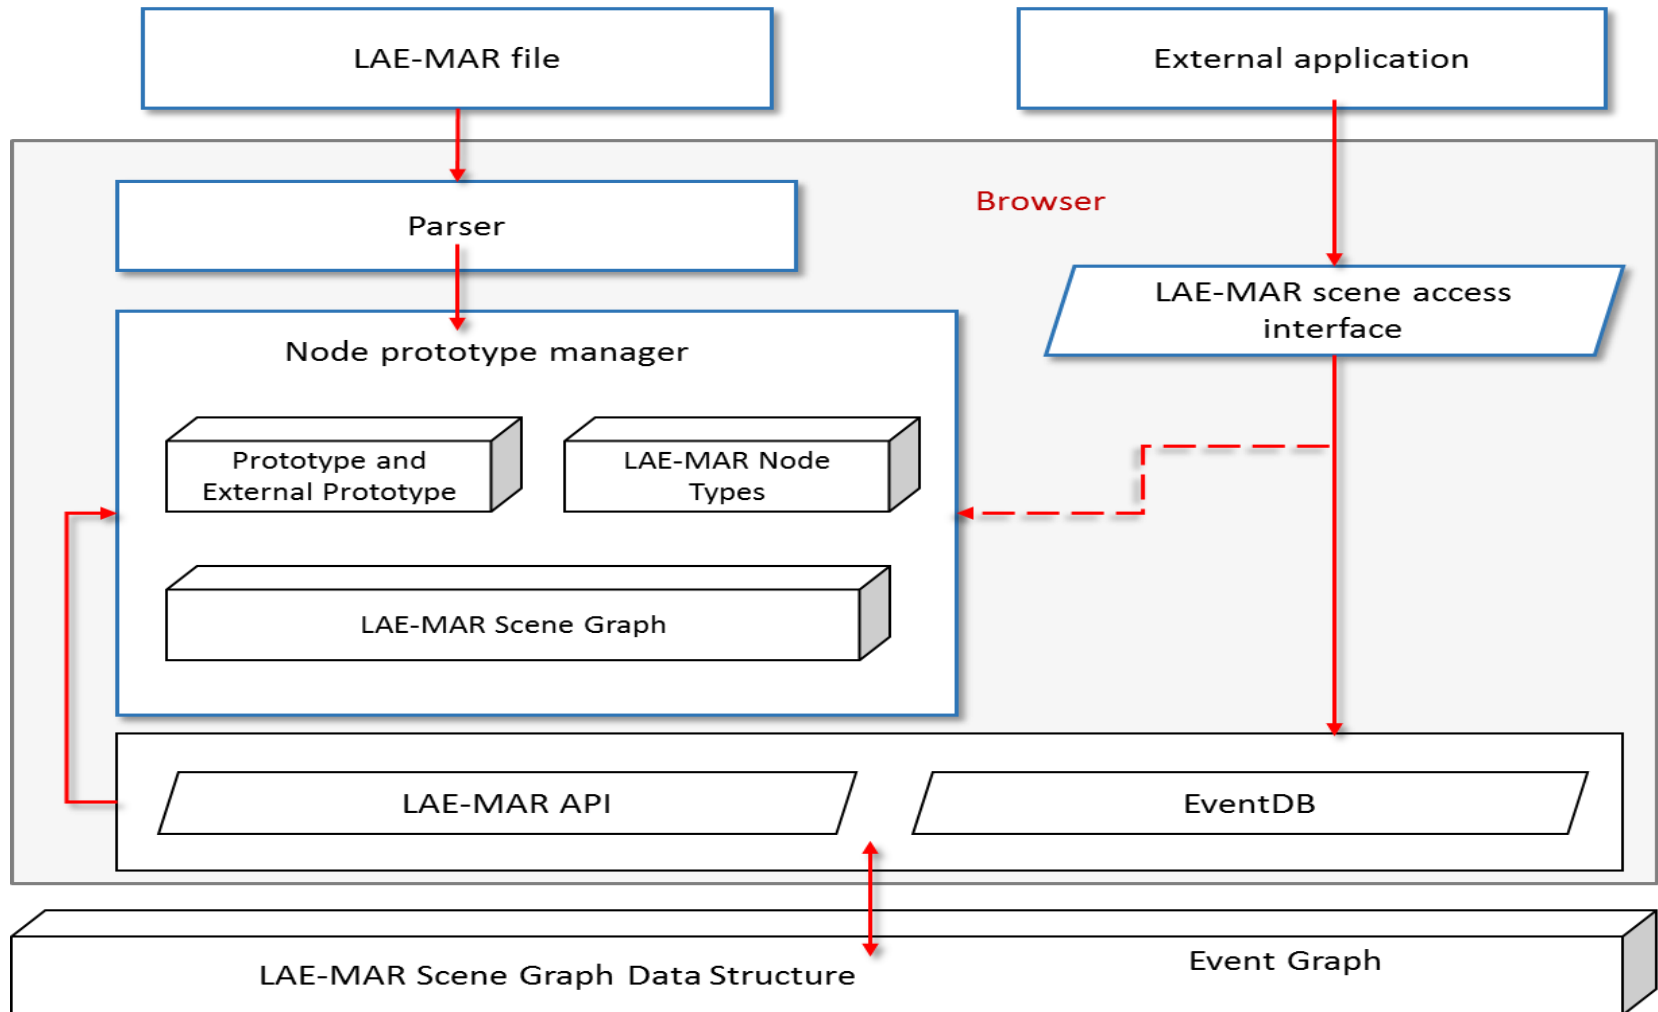 LAE-MAR file
External application
Browser
Parser
LAE-MAR scene access
interface
Node prototype manager
Prototype and
External Prototype
LAE-MAR Node
Types
LAE-MAR Scene Graph
LAE-MAR API
EventDB
LAE-MAR Scene Graph Data Structure
Event Graph